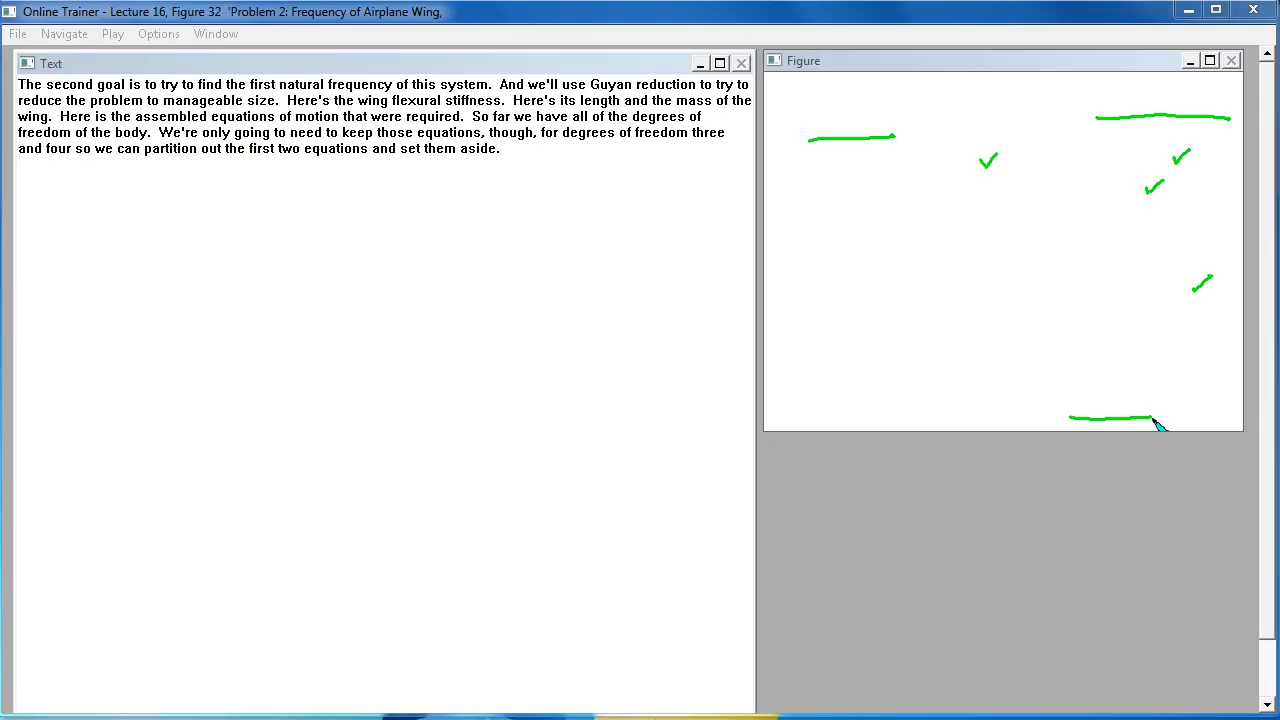 Online Trainer - Lecture 16, Figure 32 'Problem 2: Frequency of Airplane Wing,
File Navigate Play Options Window
Text
The second goal is to try to find the first natural frequency of this system. And we'll use Guyan reduction to try to
reduce the problem to manageable size. Here's the wing flexural stiffness. Here's its length and the mass of the
wing. Here is the assembled equations of motion that were required. So far we have all of the degrees of
freedom of the body. We're only going to need to keep those equations, though, for degrees of freedom three
and four so we can partition out the first two equations and set them aside.
Figure